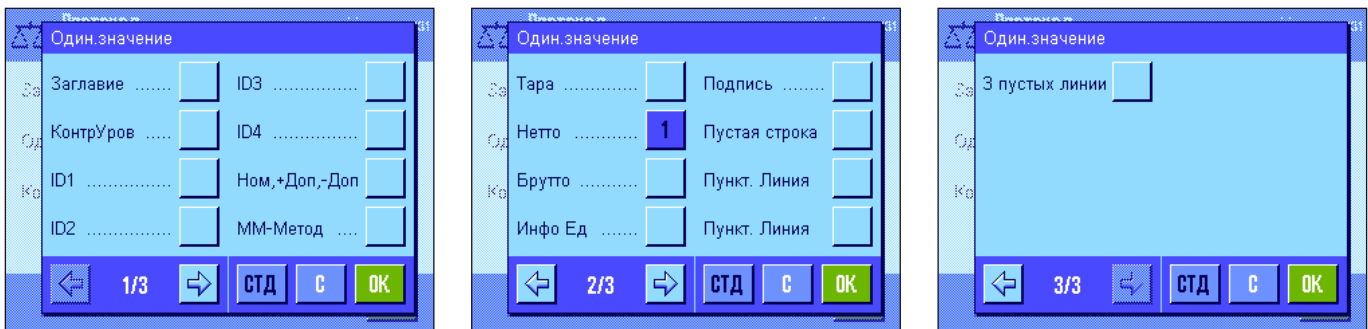 Один.значение
Заглавие ....... ID3 ...............
КонтрУров ..... ID4 ...............
ID1 ............... Ном,+Доп,-Доп
ID2 ............... ММ-Метод ....
1/3 СТД C OK
Один.значение
Тара ............. Подпись ........
Нетто ............ 1 Пустая строка
Брутто ........... Пункт. Линия
Инфо Ед ....... Пункт. Линия
2/3 СТД C OK
Один.значение
3 пустых линии
3/3 СТД C OK